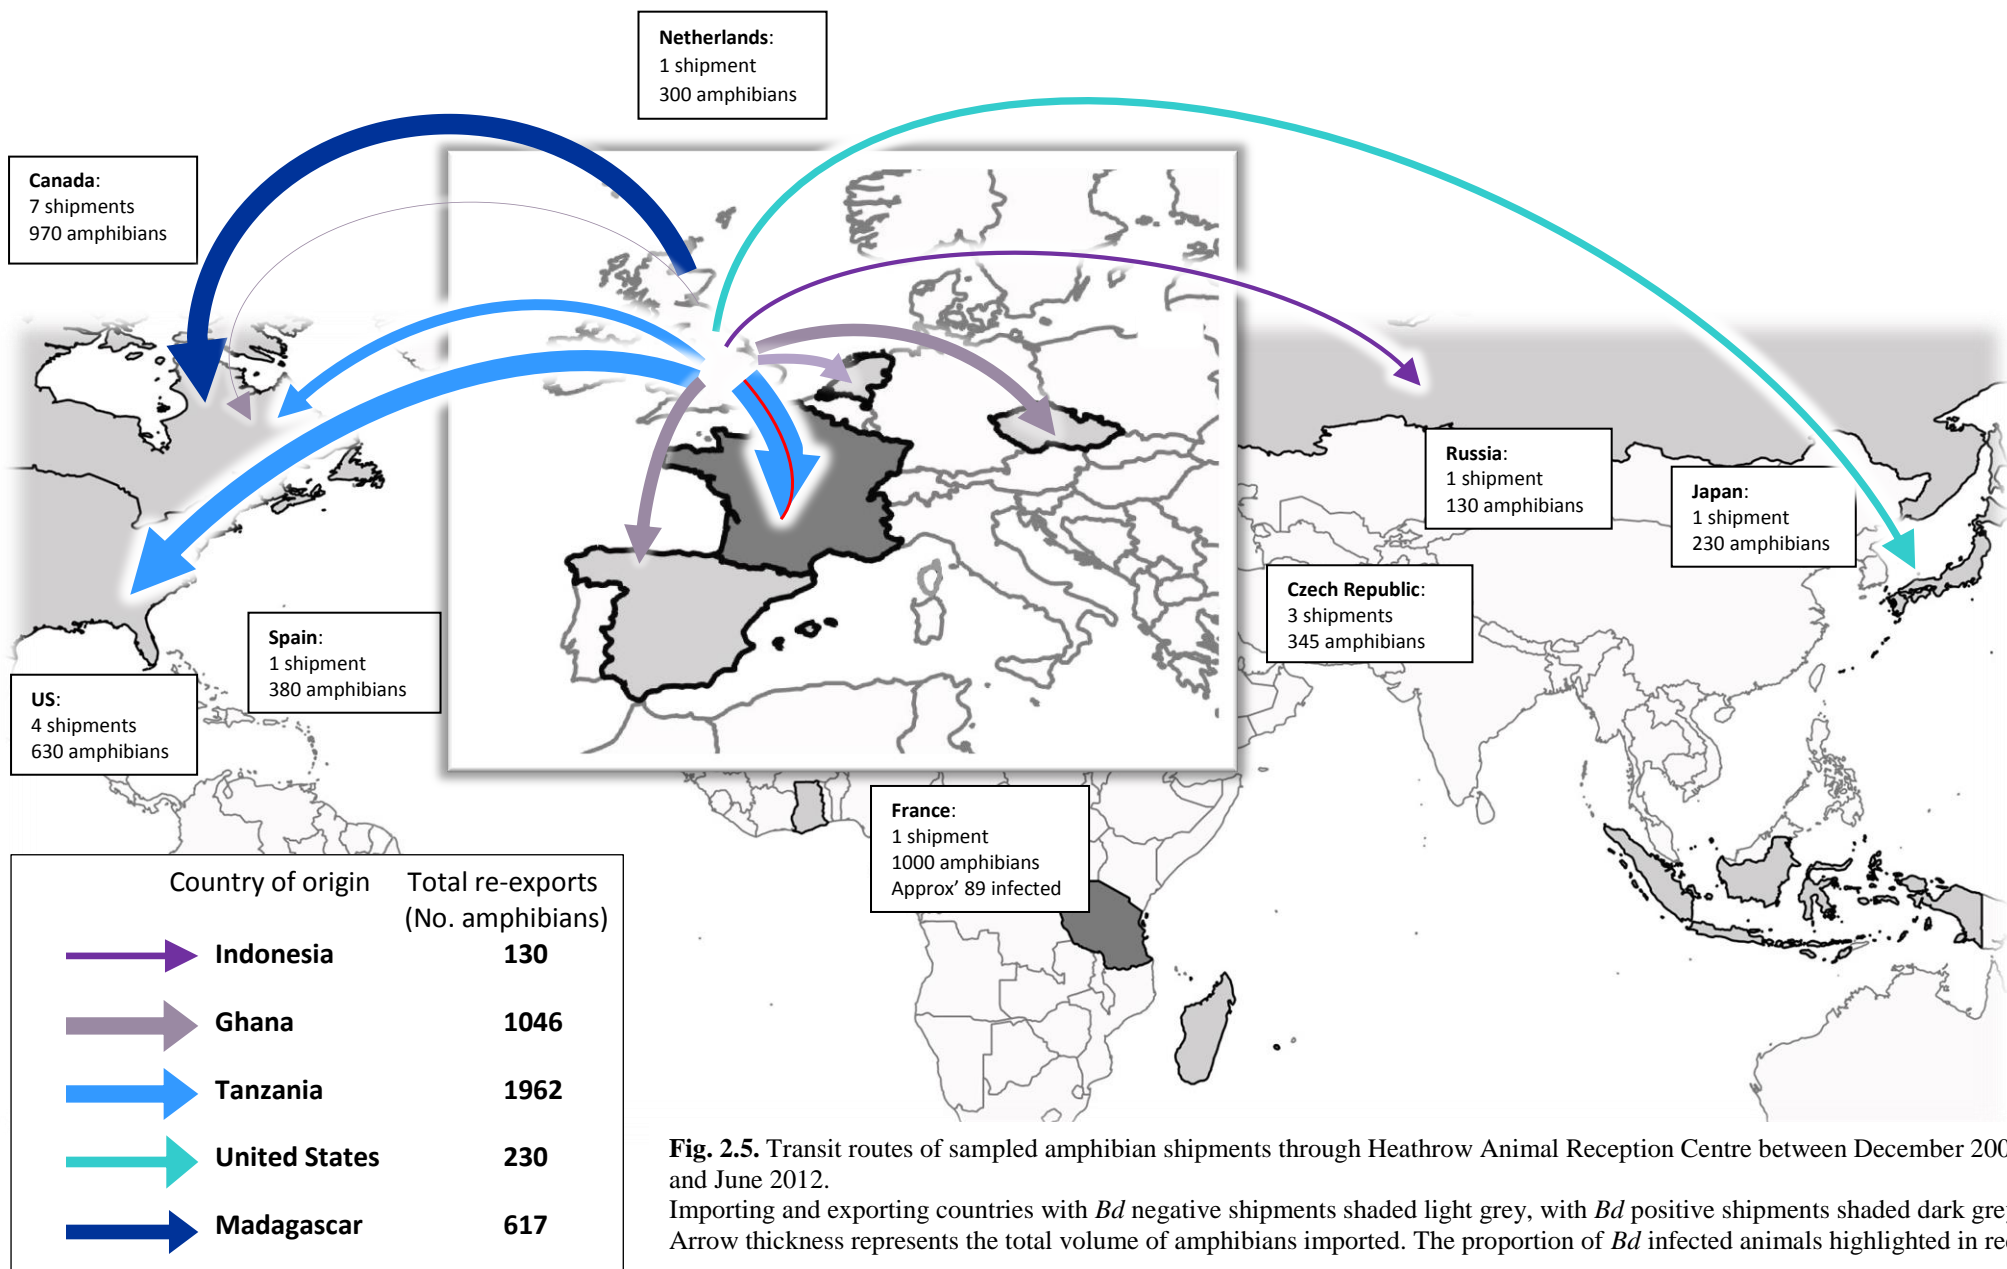 Netherlands:
1 shipment
300 amphibians
Canada:
7 shipments
970 amphibians
Russia:
1 shipment
130 amphibians
Japan:
1 shipment
230 amphibians
Czech Republic:
3 shipments
345 amphibians
Spain:
1 shipment
380 amphibians
US:
4 shipments
630 amphibians
France:
1 shipment
1000 amphibians
Approx’ 89 infected
Country of origin Total re-exports
(No. amphibians)
Indonesia 130
Ghana 1046
Tanzania 1962
United States 230
Madagascar 617
Fig. 2.5. Transit routes of sampled amphibian shipments through Heathrow Animal Reception Centre between December 200
and June 2012.
Importing and exporting countries with Bd negative shipments shaded light grey, with Bd positive shipments shaded dark grey
Arrow thickness represents the total volume of amphibians imported. The proportion of Bd infected animals highlighted in